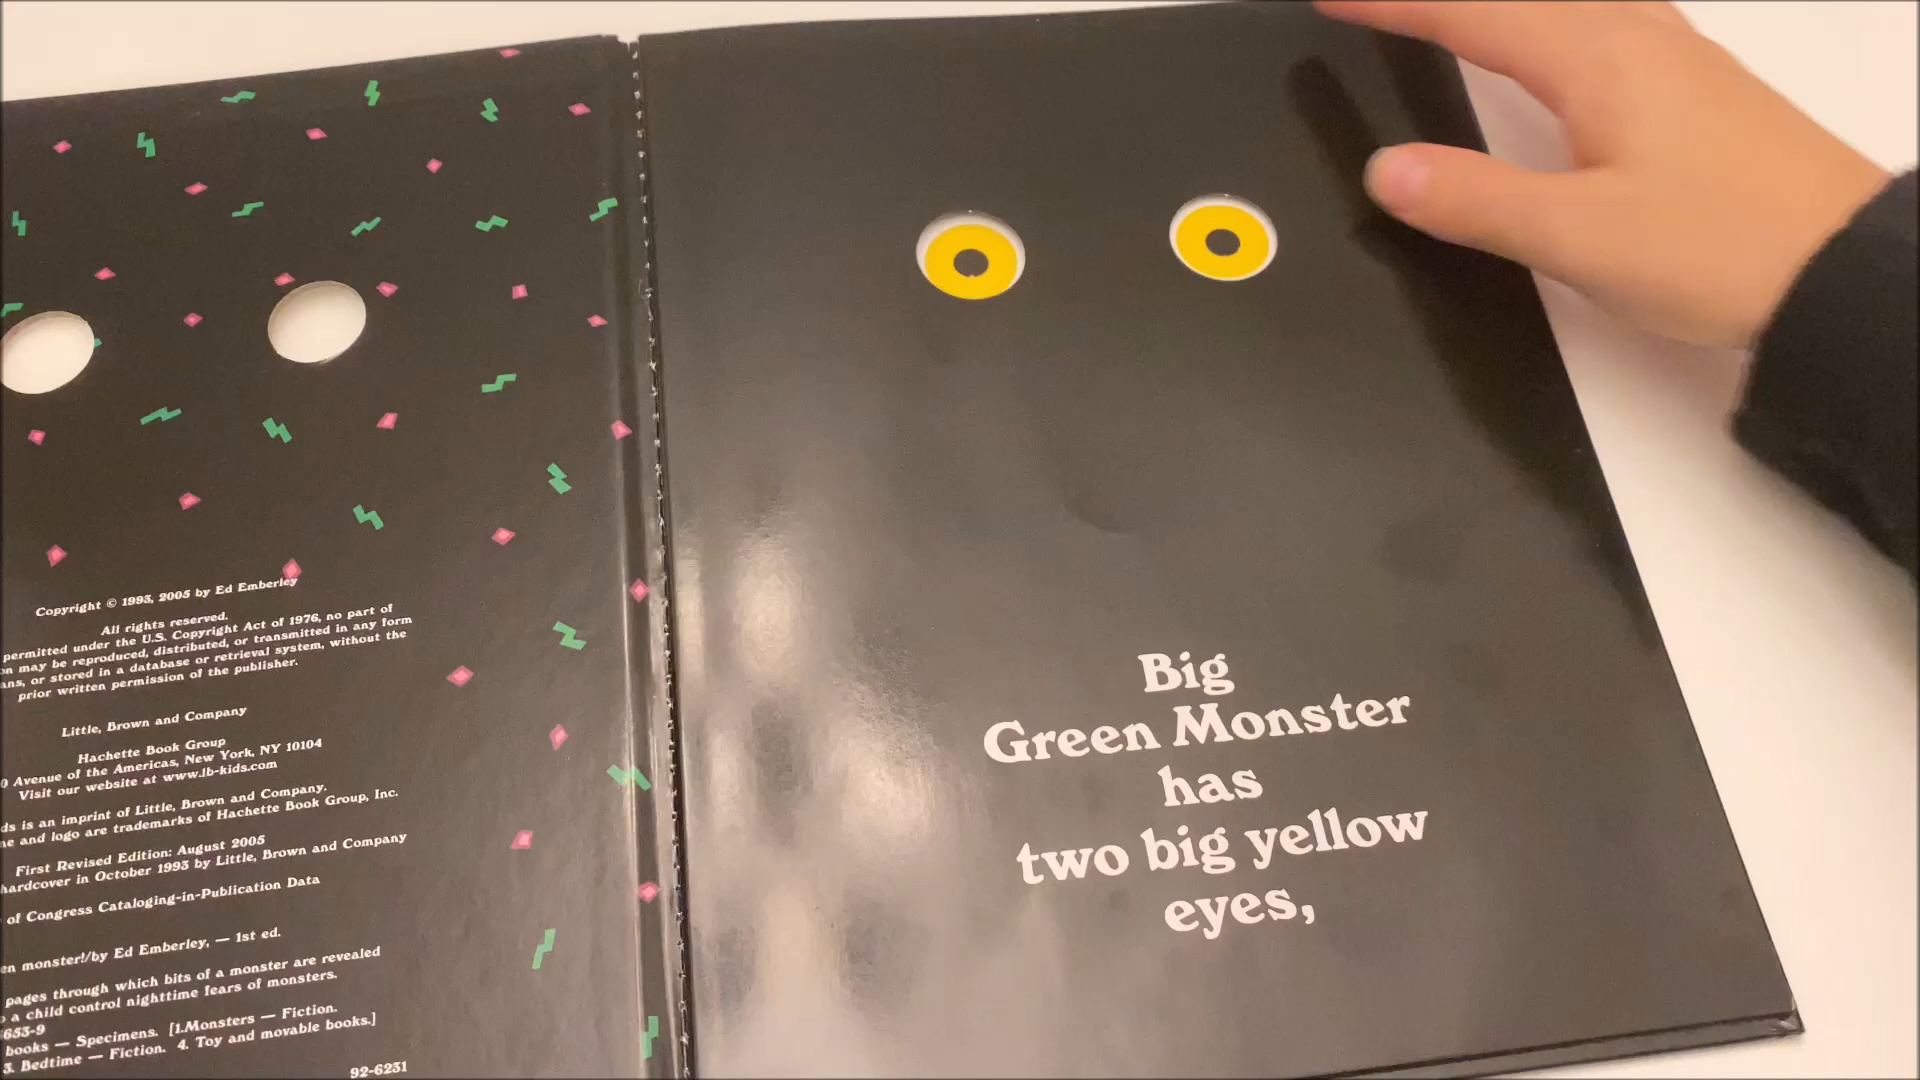 Copyright © 1993, 2005 by Ed Emberley
All rights reserved.
permitted under the U.S. Copyright Act of 1976, no part of
may be reproduced, distributed, or transmitted in any form
or stored in a database or retrieval system, without the
prior written permission of the publisher.
Little, Brown and Company
Hachette Book Group
Avenue of the Americas, New York, NY 10104
Visit our website at www.lb-kids.com
is an imprint of Little, Brown and Company.
and logo are trademarks of Hachette Book Group, Inc.
First Revised Edition: August 2005
hardcover in October 1993 by Little, Brown and Company
of Congress Cataloging-in-Publication Data
monster!/by Ed Emberley, — 1st ed.
pages through which bits of a monster are revealed
a child control nighttime fears of monsters.
653-9
books — Specimens. [1.Monsters — Fiction.
3. Bedtime — Fiction. 4. Toy and movable books.]
92-6231
Big
Green Monster
has
two big yellow
eyes,